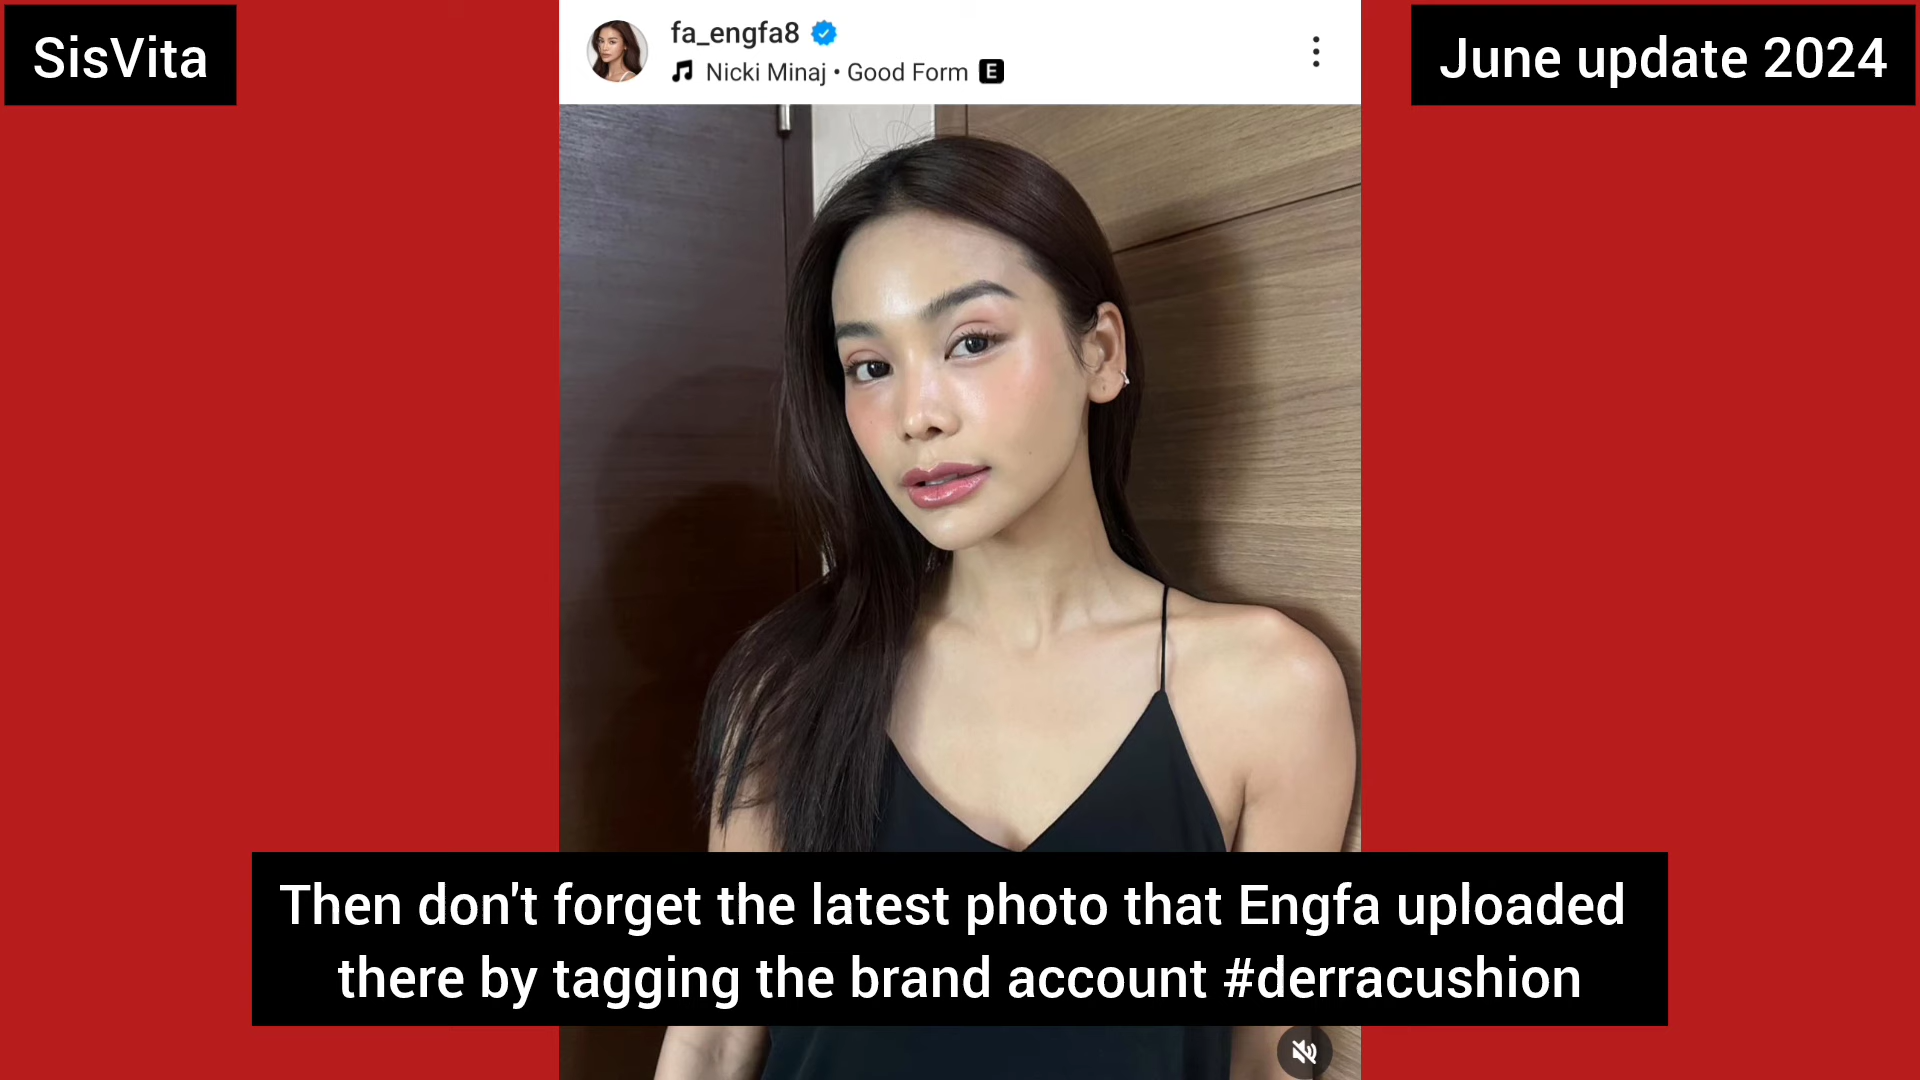 SisVita
fa_engfa8
Nicki Minaj • Good Form E
June update 2024
Then don't forget the latest photo that Engfa uploaded
there by tagging the brand account #derracushion